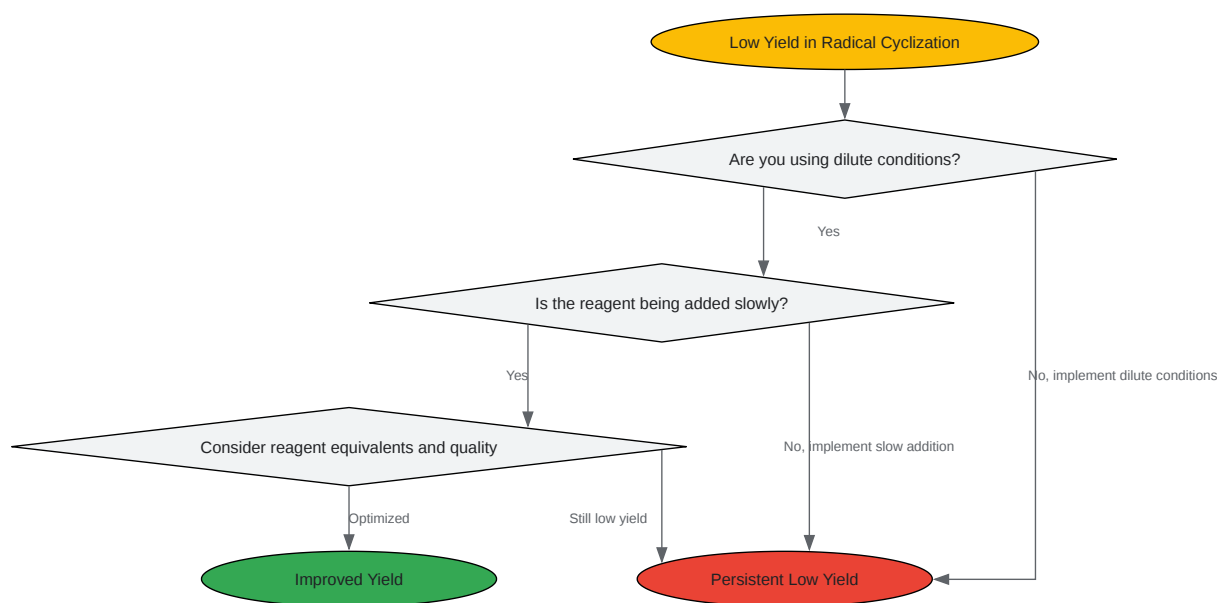 Low Yield in Radical Cyclization
Are you using dilute conditions?
Yes
Is the reagent being added slowly?
Yes
No, implement dilute conditions
Consider reagent equivalents and quality
No, implement slow addition
Optimized
Still low yield
Improved Yield
Persistent Low Yield